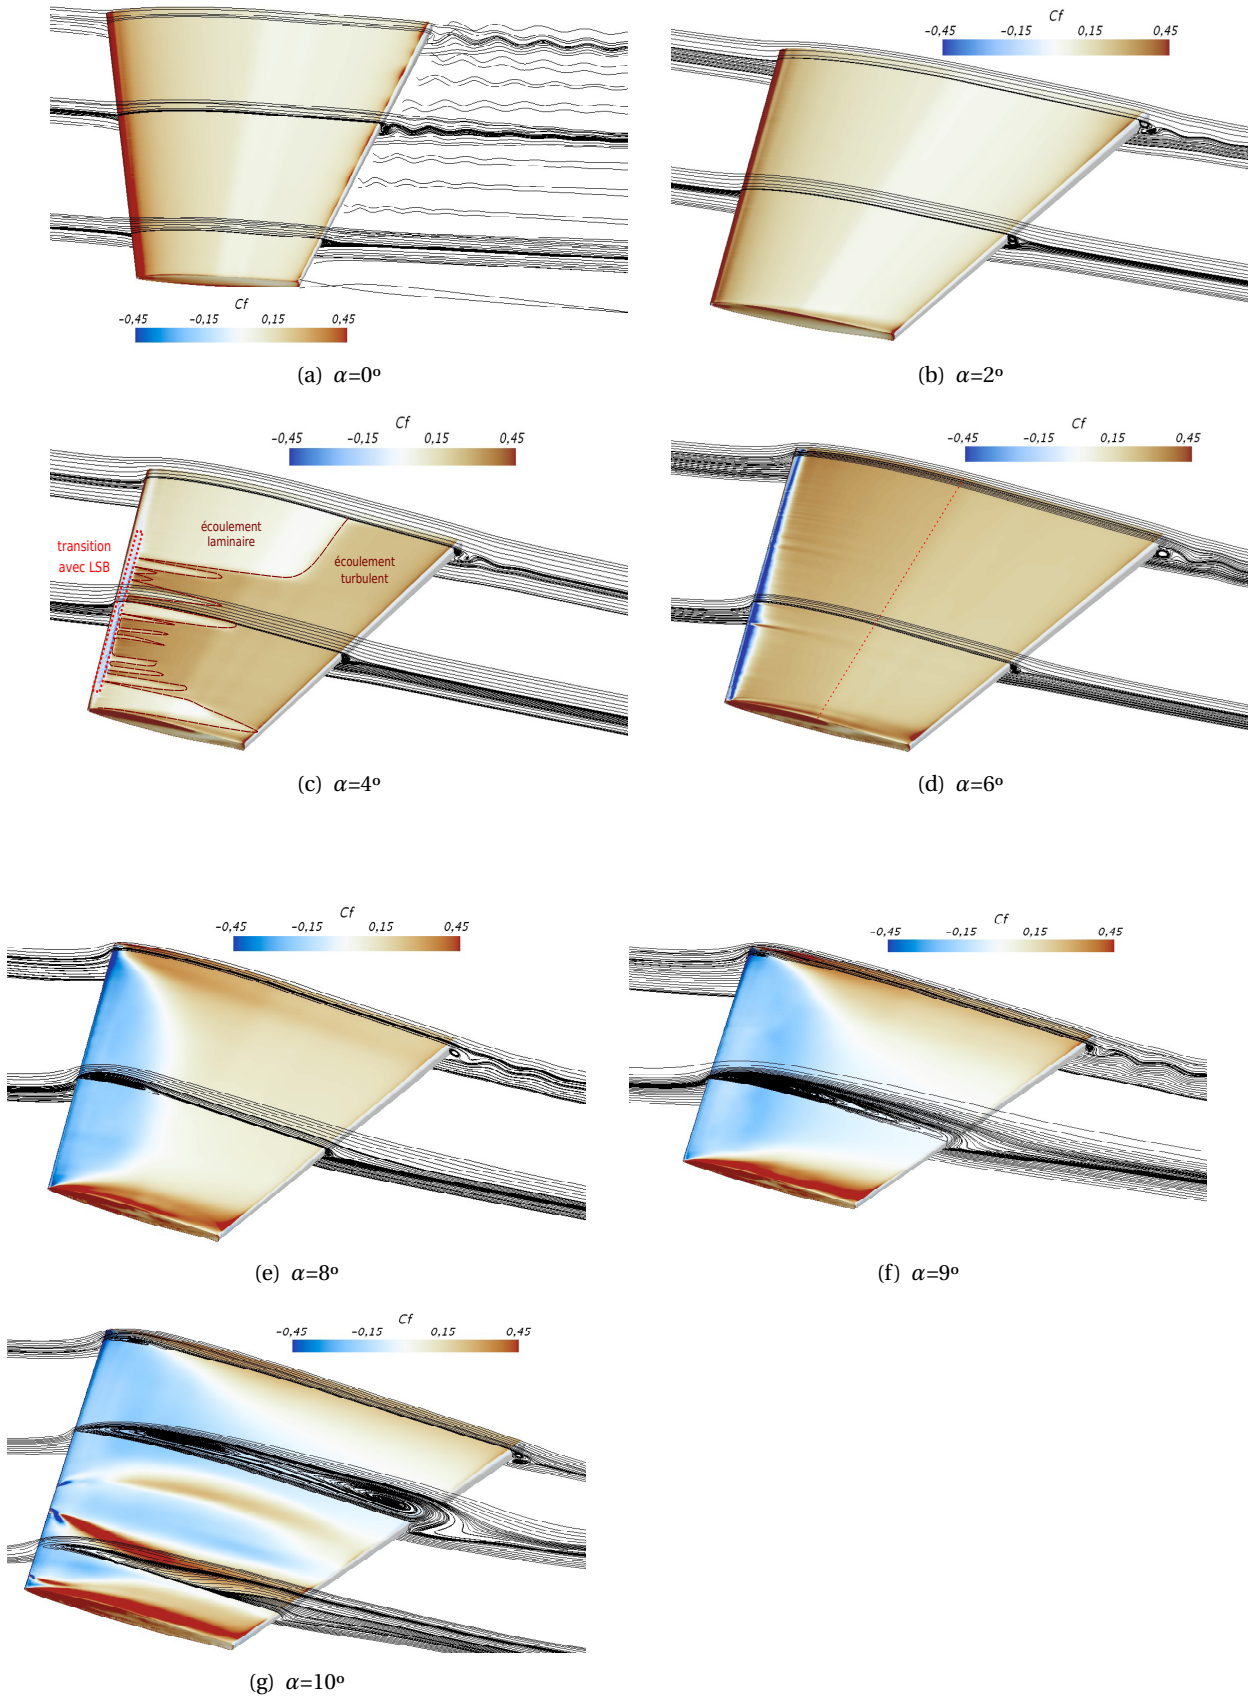 Cf
-0,45 -0,15 0,15 0,45
(a) α=0º
Cf
-0,45 -0,15 0,15 0,45
(b) α=2º
Cf
-0,45 -0,15 0,15 0,45
transition
avec LSB
écoulement
laminaire
écoulement
turbulent
(c) α=4º
Cf
-0,45 -0,15 0,15 0,45
(d) α=6º
Cf
-0,45 -0,15 0,15 0,45
(e) α=8º
Cf
-0,45 -0,15 0,15 0,45
(f) α=9º
Cf
-0,45 -0,15 0,15 0,45
(g) α=10º